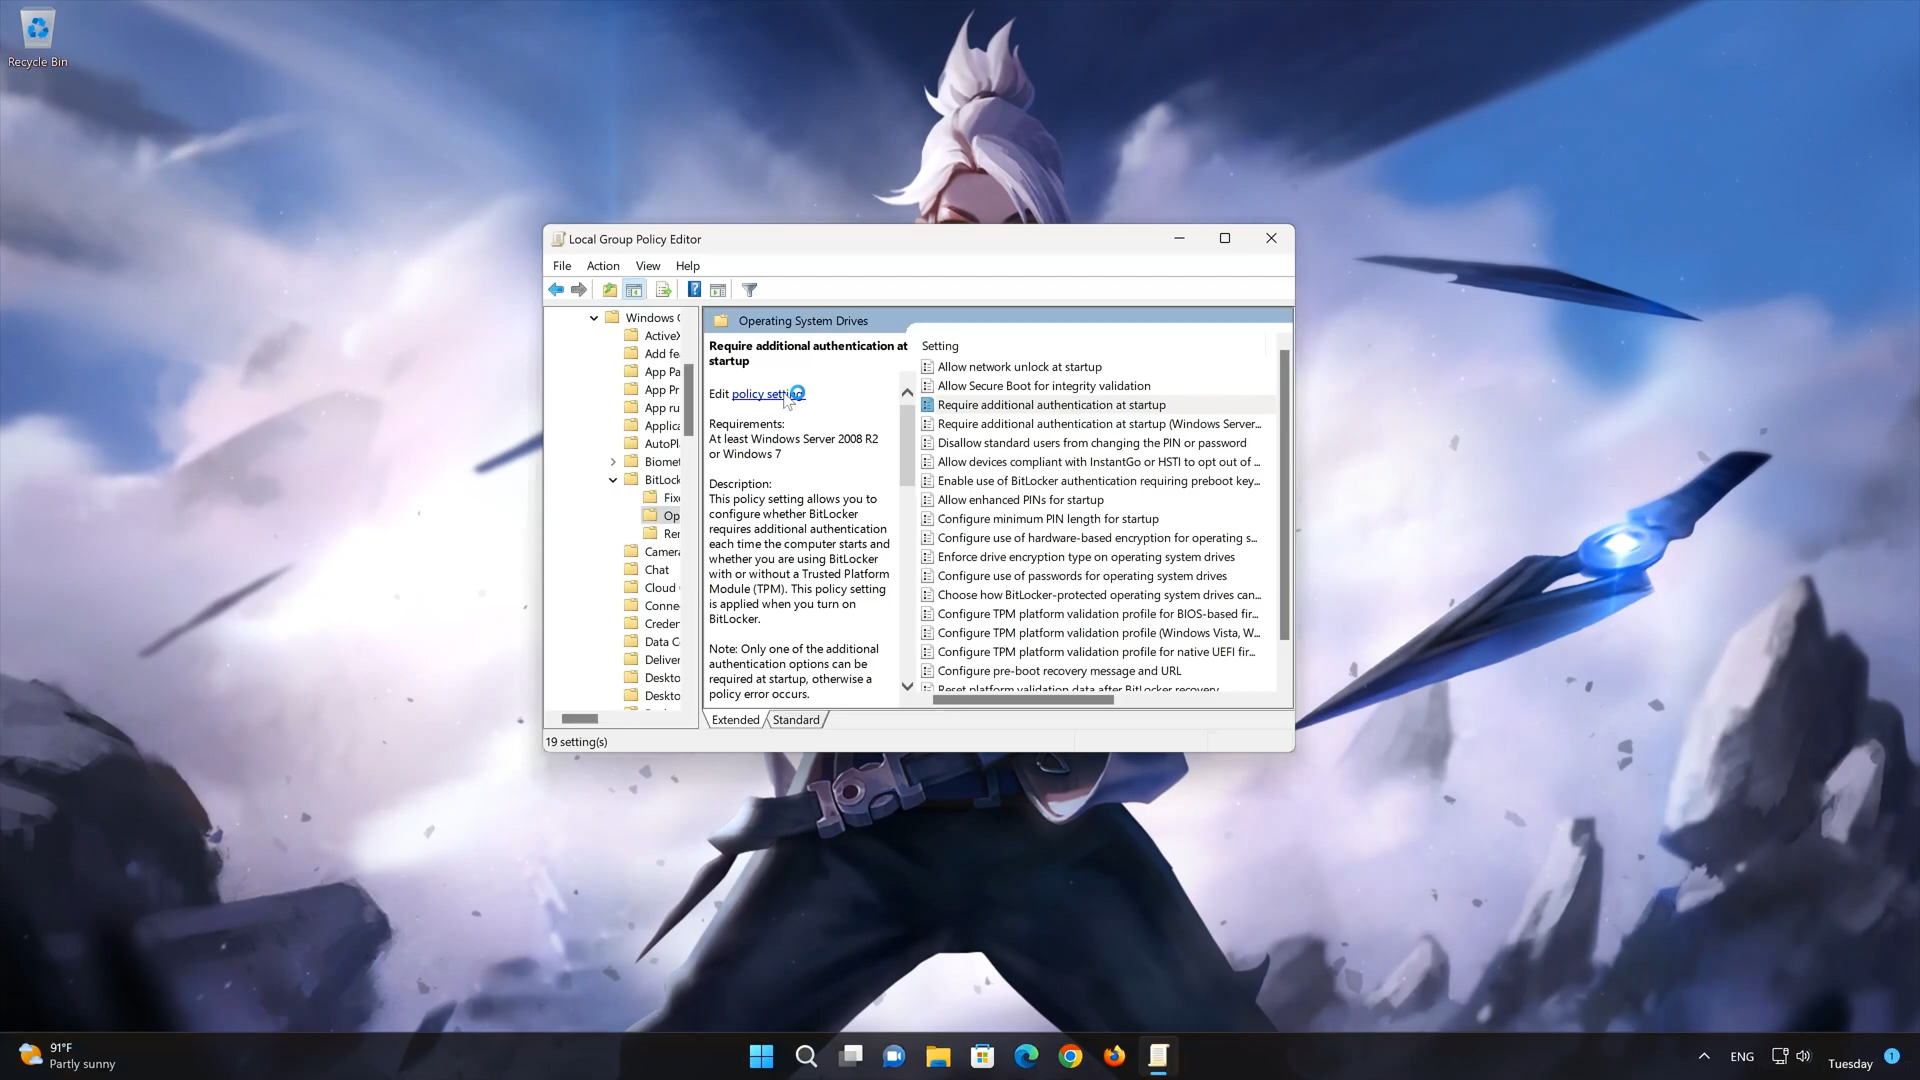 Recycle Bin
Local Group Policy Editor
File Action View Help
Windows C
ActiveX
Add fe
App Pa
App Pr
App ru
Applica
AutoPl
Biomet
BitLock
Fixe
Op
Rer
Camera
Chat
Cloud
Conne
Creden
Data C
Deliver
Deskto
Deskto
Operating System Drives
Require additional authentication at
startup
Edit policy setting
Requirements:
At least Windows Server 2008 R2
or Windows 7
Description:
This policy setting allows you to
configure whether BitLocker
requires additional authentication
each time the computer starts and
whether you are using BitLocker
with or without a Trusted Platform
Module (TPM). This policy setting
is applied when you turn on
BitLocker.
Note: Only one of the additional
authentication options can be
required at startup, otherwise a
policy error occurs.
Setting
Allow network unlock at startup
Allow Secure Boot for integrity validation
Require additional authentication at startup
Require additional authentication at startup (Windows Server...
Disallow standard users from changing the PIN or password
Allow devices compliant with InstantGo or HSTI to opt out of ...
Enable use of BitLocker authentication requiring preboot key...
Allow enhanced PINs for startup
Configure minimum PIN length for startup
Configure use of hardware-based encryption for operating s...
Enforce drive encryption type on operating system drives
Configure use of passwords for operating system drives
Choose how BitLocker-protected operating system drives can...
Configure TPM platform validation profile for BIOS-based fir...
Configure TPM platform validation profile (Windows Vista, W...
Configure TPM platform validation profile for native UEFI fir...
Configure pre-boot recovery message and URL
Reset platform validation data after BitLocker recovery
Extended Standard
19 setting(s)
91°F
Partly sunny
ENG
Tuesday
1